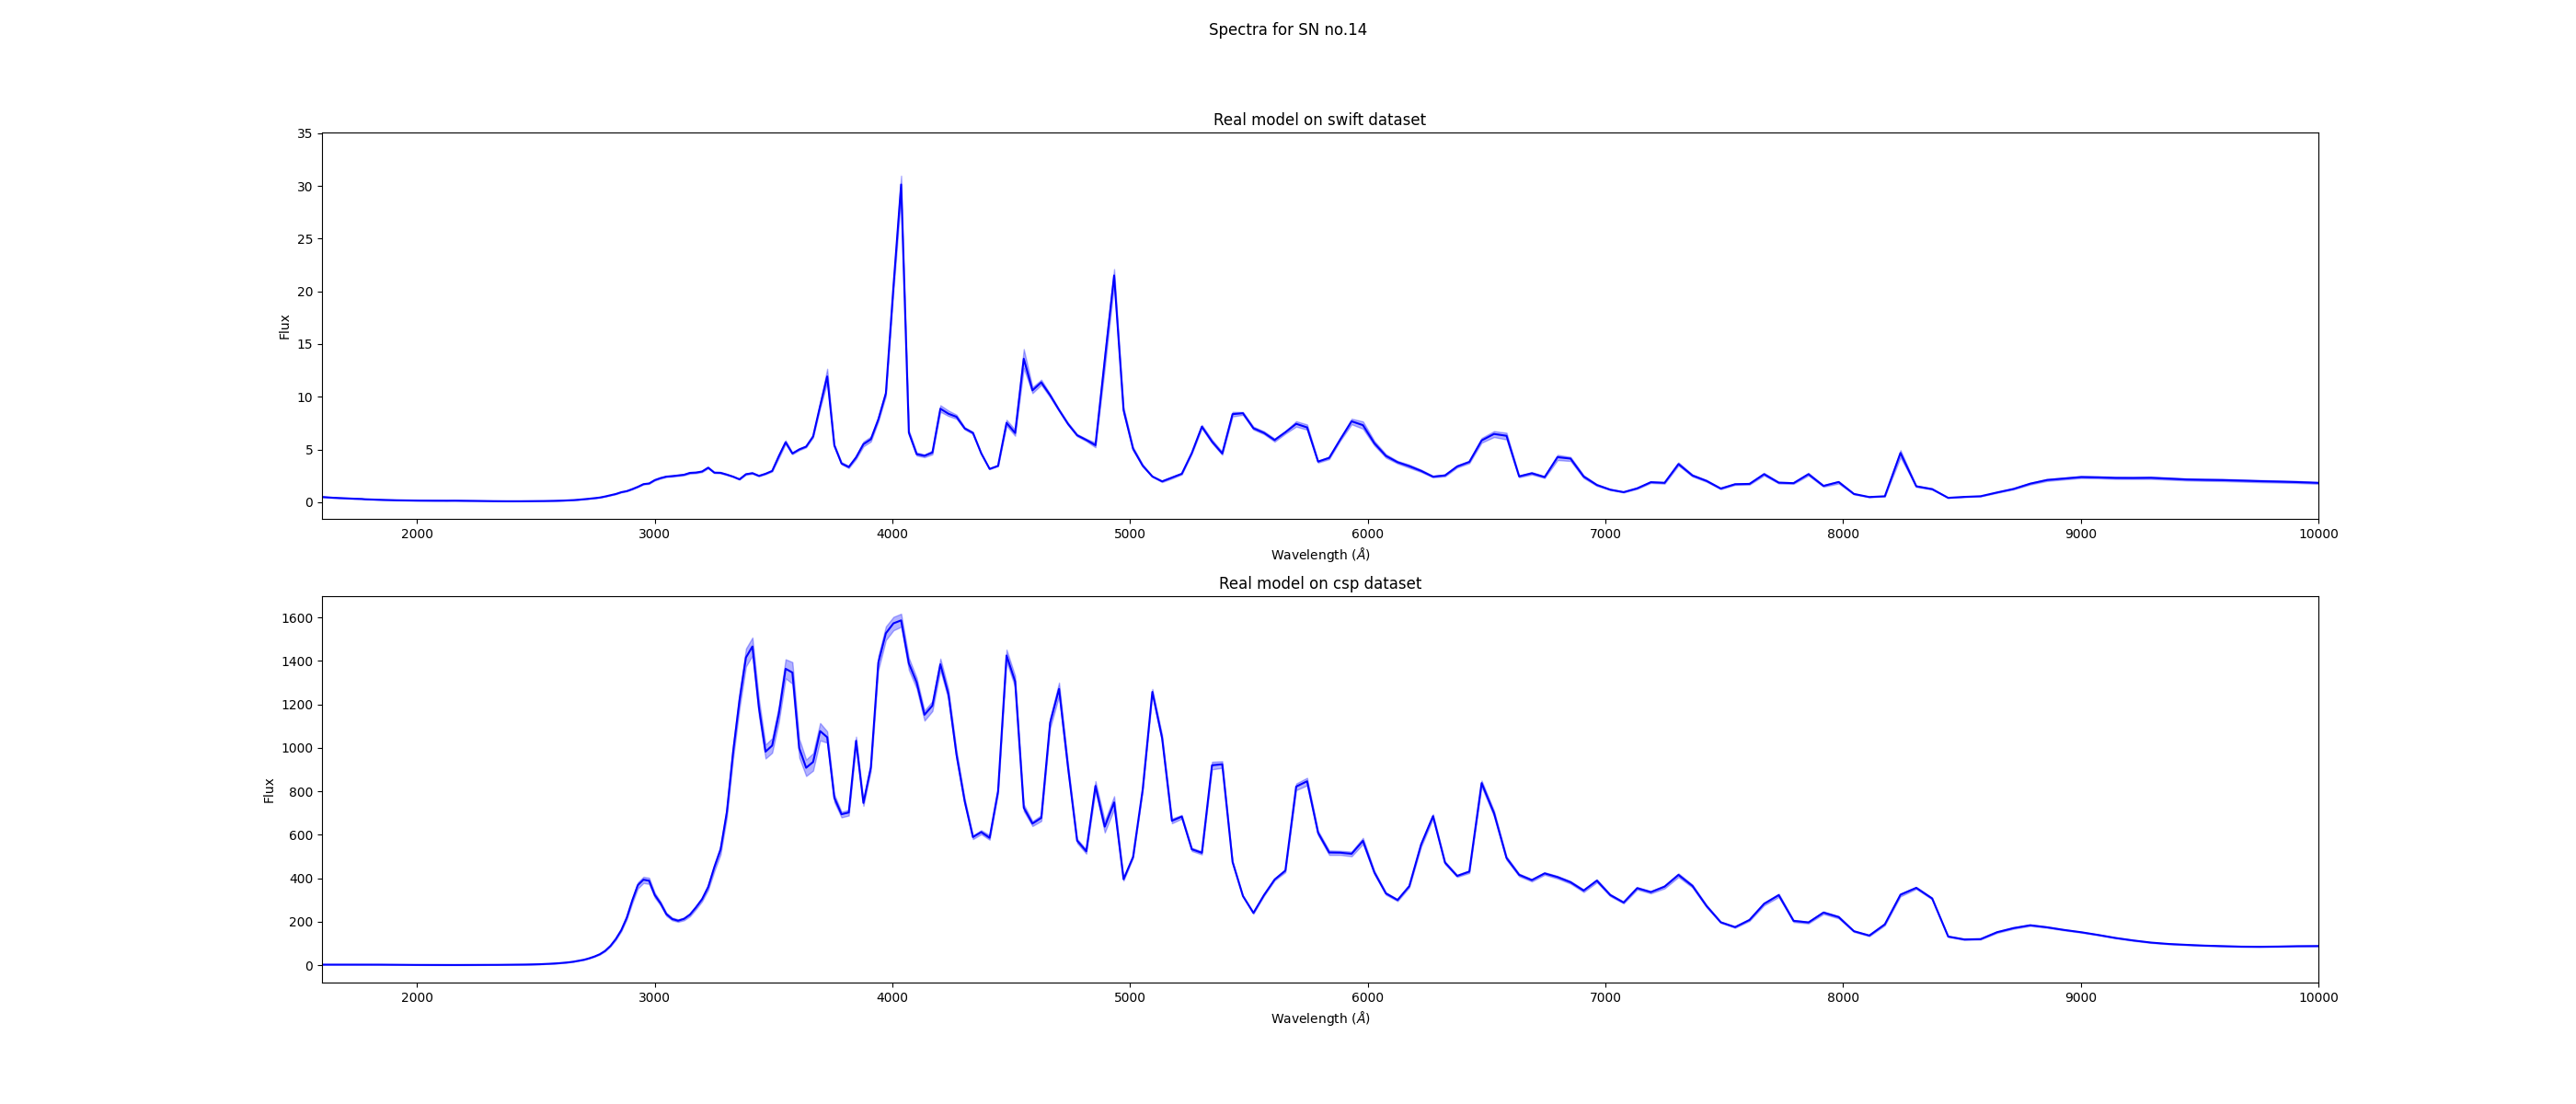 Spectra for SN no.14
Real model on swift dataset
35
30
25
20
15
10
5
0
Flux
2000 3000 4000 5000 6000 7000 8000 9000 10000
Wavelength (Å)
Real model on csp dataset
1600
1400
1200
1000
800
600
400
200
0
Flux
2000 3000 4000 5000 6000 7000 8000 9000 10000
Wavelength (Å)